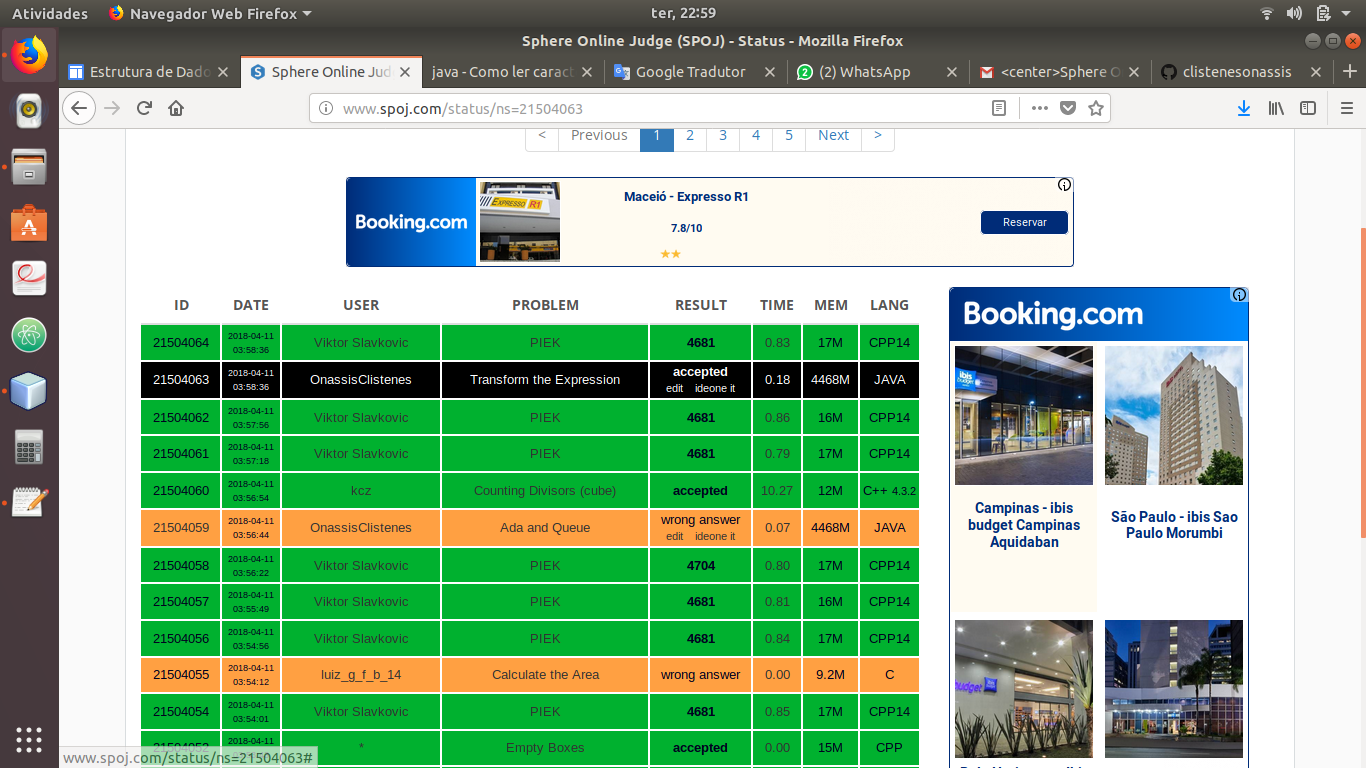 Atividades Navegador Web Firefox ter, 22:59
Sphere Online Judge (SPOJ) - Status - Mozilla Firefox
Estrutura de Dado Sphere Online Jud java - Como ler caract Google Tradutor (2) WhatsApp <center>Sphere O clistenesonassis
www.spoj.com/status/ns=21504063
< Previous 1 2 3 4 5 Next >
Booking.com
EXPRESSO R1
Maceió - Expresso R1
7.8/10
Reservar
ID DATE USER PROBLEM RESULT TIME MEM LANG
21504064 2018-04-11 03:58:36 Viktor Slavkovic PIEK 4681 0.83 17M CPP14
21504063 2018-04-11 03:58:36 OnassisClistenes Transform the Expression accepted edit ideone it 0.18 4468M JAVA
21504062 2018-04-11 03:57:56 Viktor Slavkovic PIEK 4681 0.86 16M CPP14
21504061 2018-04-11 03:57:18 Viktor Slavkovic PIEK 4681 0.79 17M CPP14
21504060 2018-04-11 03:56:54 kcz Counting Divisors (cube) accepted 10.27 12M C++ 4.3.2
21504059 2018-04-11 03:56:44 OnassisClistenes Ada and Queue wrong answer edit ideone it 0.07 4468M JAVA
21504058 2018-04-11 03:56:22 Viktor Slavkovic PIEK 4704 0.80 17M CPP14
21504057 2018-04-11 03:55:49 Viktor Slavkovic PIEK 4681 0.81 16M CPP14
21504056 2018-04-11 03:54:56 Viktor Slavkovic PIEK 4681 0.84 17M CPP14
21504055 2018-04-11 03:54:12 luiz_g_f_b_14 Calculate the Area wrong answer 0.00 9.2M C
21504054 2018-04-11 03:54:01 Viktor Slavkovic PIEK 4681 0.85 17M CPP14
21504052 2018-04-11 * Empty Boxes accepted 0.00 15M CPP
www.spoj.com/status/ns=21504063#
Booking.com
ibis budget
Campinas - ibis
budget Campinas
Aquidaban
São Paulo - ibis Sao
Paulo Morumbi